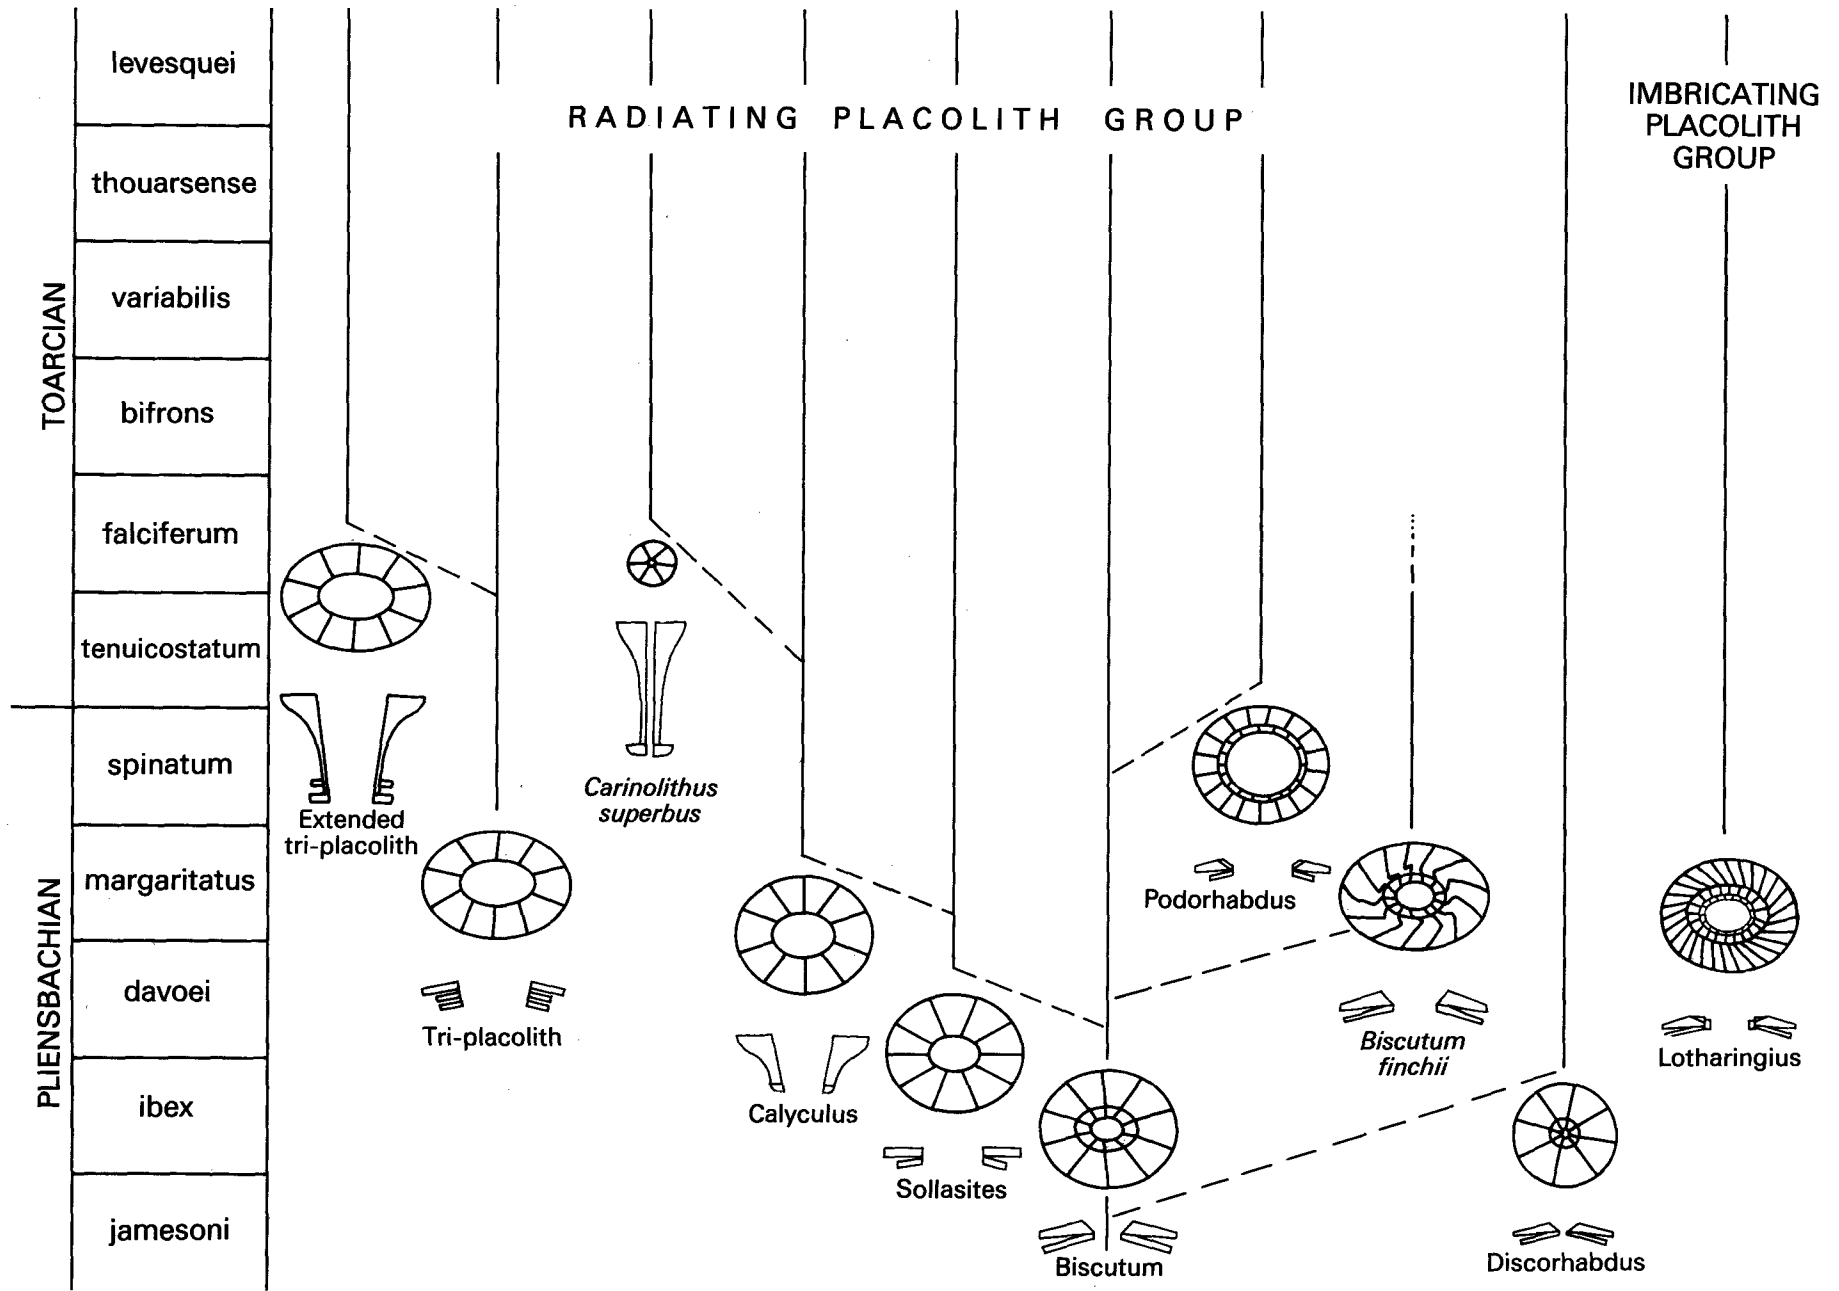 levesquei
RADIATING PLACOLITH GROUP
IMBRICATING
PLACOLITH
GROUP
thouarsense
variabilis
TOARCIAN
bifrons
falciferum
tenuicostatum
spinatum
Carinolithus
superbus
Extended
tri-placolith
margaritatus
Podorhabdus
PLIENSBACHIAN
davoei
Tri-placolith
Biscutum
finchii
Lotharingius
ibex
Calyculus
Sollasites
jamesoni
Biscutum
Discorhabdus